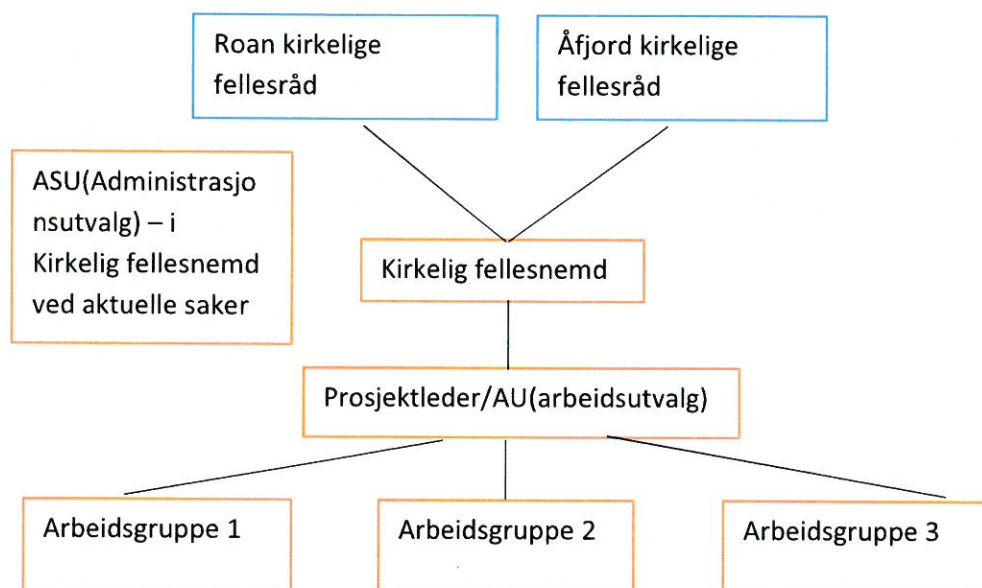 Roan kirkelige
fellesråd
Åfjord kirkelige
fellesråd
ASU(Administrasjo
nsutvalg) – i
Kirkelig fellesnemd
ved aktuelle saker
Kirkelig fellesnemd
Prosjektleder/AU(arbeidsutvalg)
Arbeidsgruppe 1
Arbeidsgruppe 2
Arbeidsgruppe 3